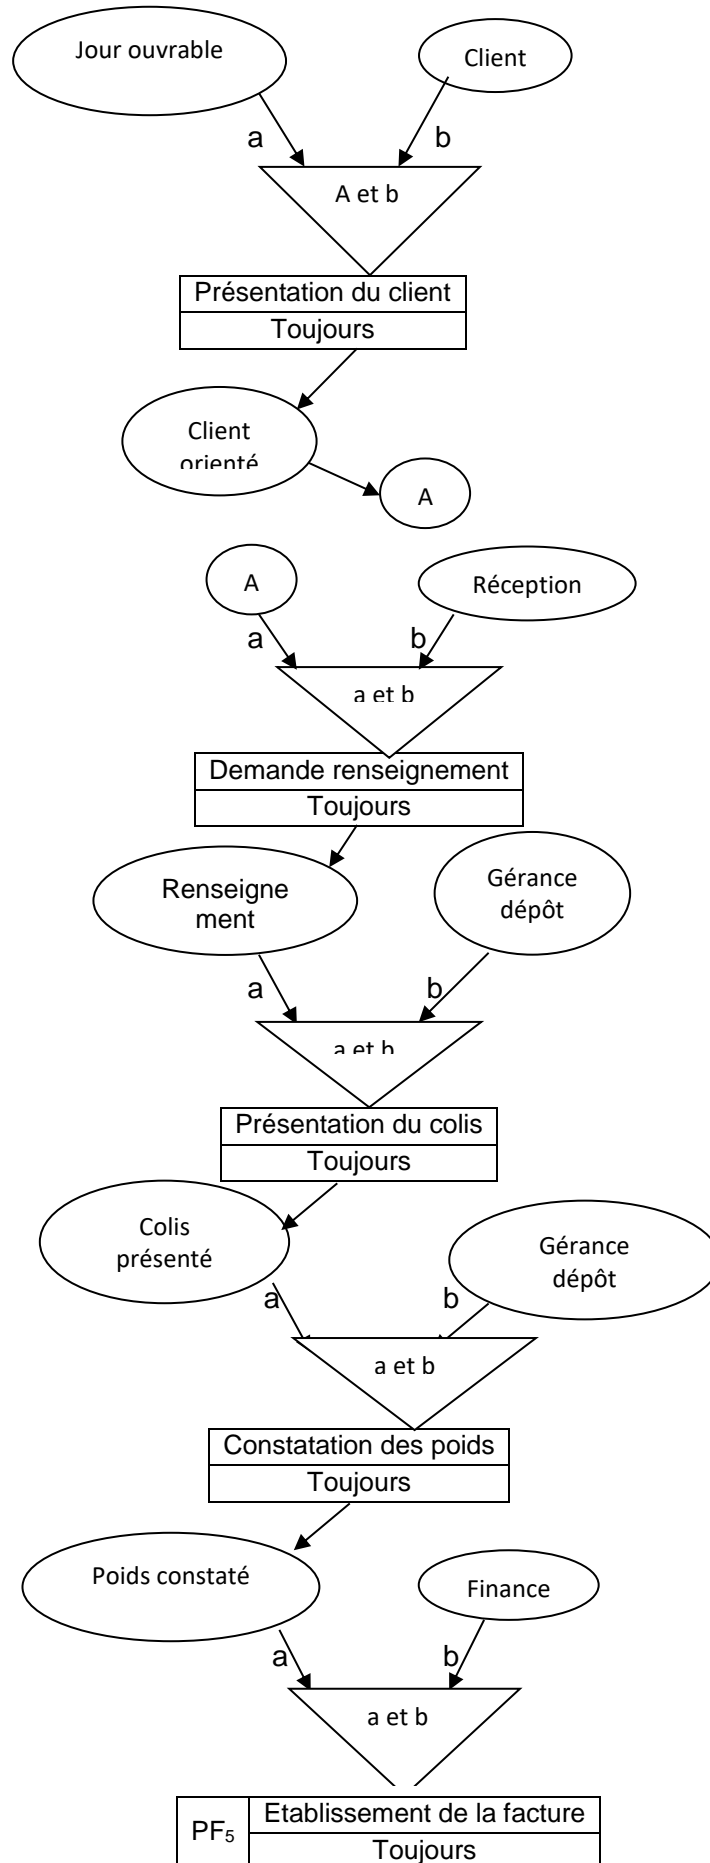 Jour ouvrable
Client
a
b
A et b
Présentation du client
Toujours
Client
orienté
A
A
Réception
a
b
a et b
Demande renseignement
Toujours
Renseigne
ment
Gérance
dépôt
a
b
a et b
Présentation du colis
Toujours
Colis
présenté
Gérance
dépôt
a
b
a et b
Constatation des poids
Toujours
Poids constaté
Finance
a
b
a et b
PF₅
Etablissement de la facture
Toujours